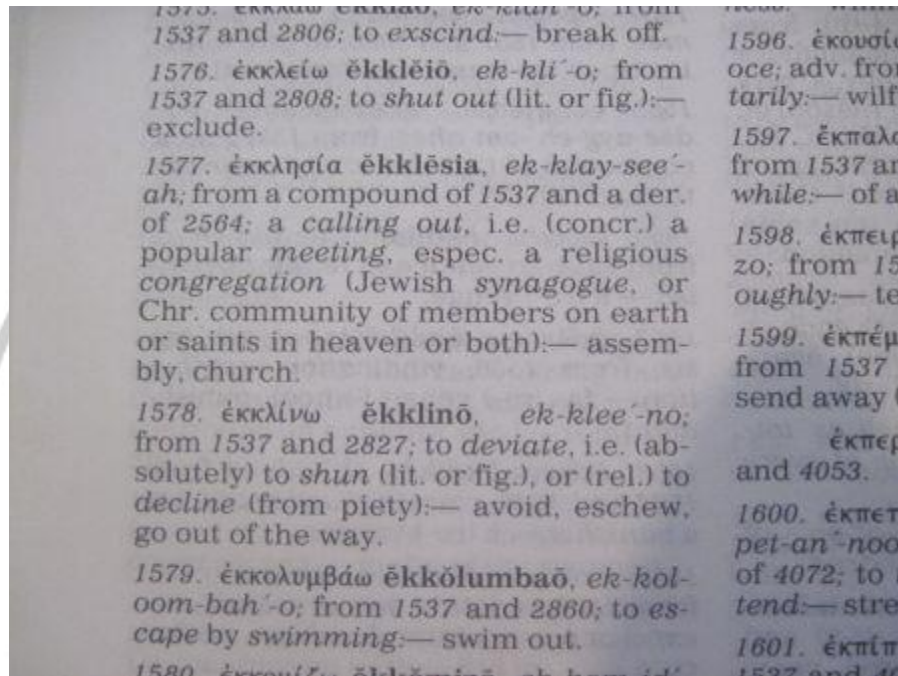 1537 and 2806; to exscind:— break off.
1576. ἐκκλείω ĕkklĕiō, ek-kli´-o; from
1537 and 2808; to shut out (lit. or fig.):—
exclude.
1577. ἐκκλησία ĕkklēsia, ek-klay-see´-
ah; from a compound of 1537 and a der.
of 2564; a calling out, i.e. (concr.) a
popular meeting, espec. a religious
congregation (Jewish synagogue, or
Chr. community of members on earth
or saints in heaven or both):— assem-
bly, church.
1578. ἐκκλίνω ĕkklinō, ek-klee´-no;
from 1537 and 2827; to deviate, i.e. (ab-
solutely) to shun (lit. or fig.), or (rel.) to
decline (from piety):— avoid, eschew,
go out of the way.
1579. ἐκκολυμβάω ĕkkŏlumbaō, ek-kol-
oom-bah´-o; from 1537 and 2860; to es-
cape by swimming:— swim out.
1596.
oce; adv.
tarily:—
1597.
from 1537
while:— of
1598.
zo; from
oughly:—
1599.
from 1537
send away
and 4053.
1600.
pet-an´-noo
of 4072; to
tend:—
1601.